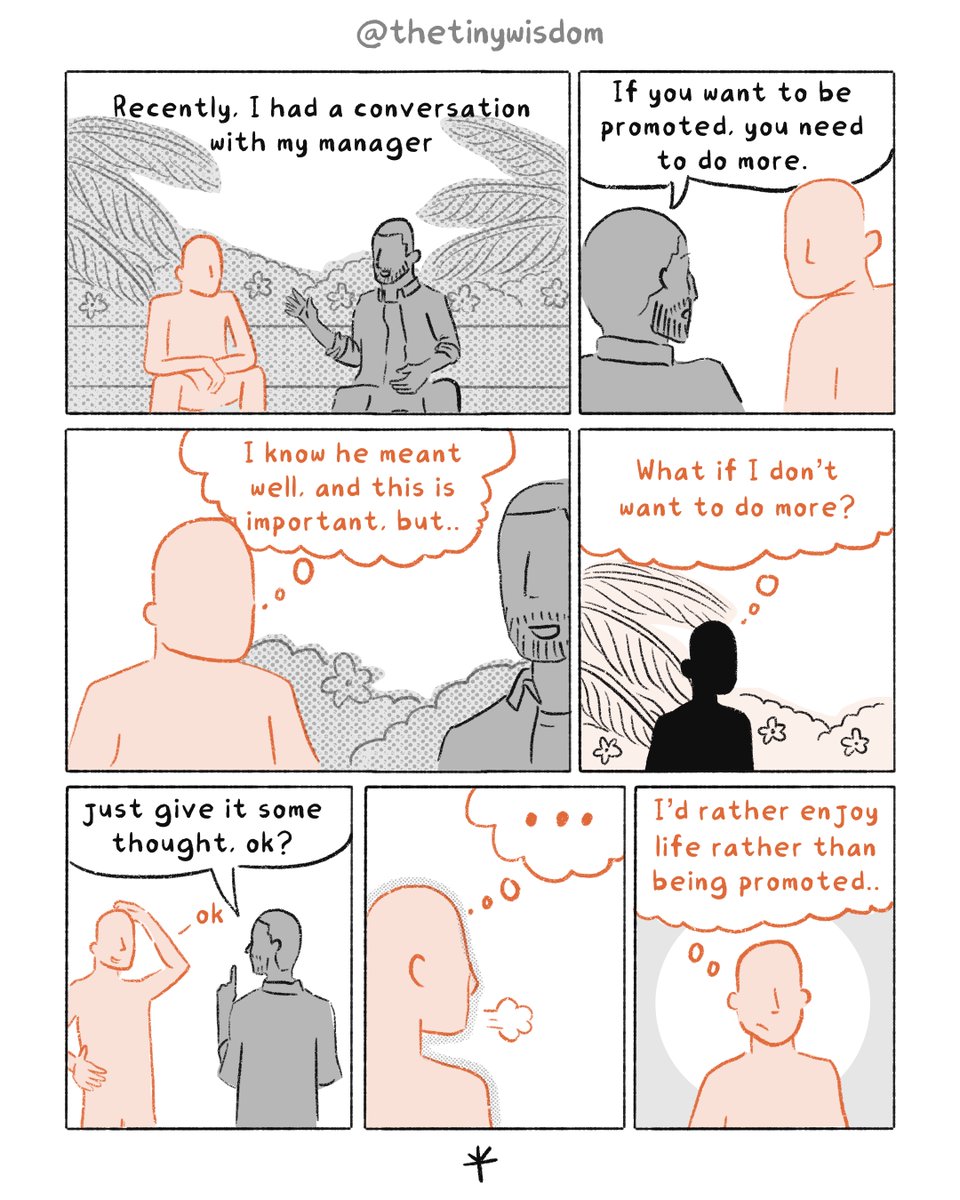 @thetinywisdom
Recently, I had a conversation
with my manager
If you want to be
promoted, you need
to do more.
I know he meant
well, and this is
important, but..
What if I don't
want to do more?
Just give it some
thought, ok?
ok
...
I'd rather enjoy
life rather than
being promoted..